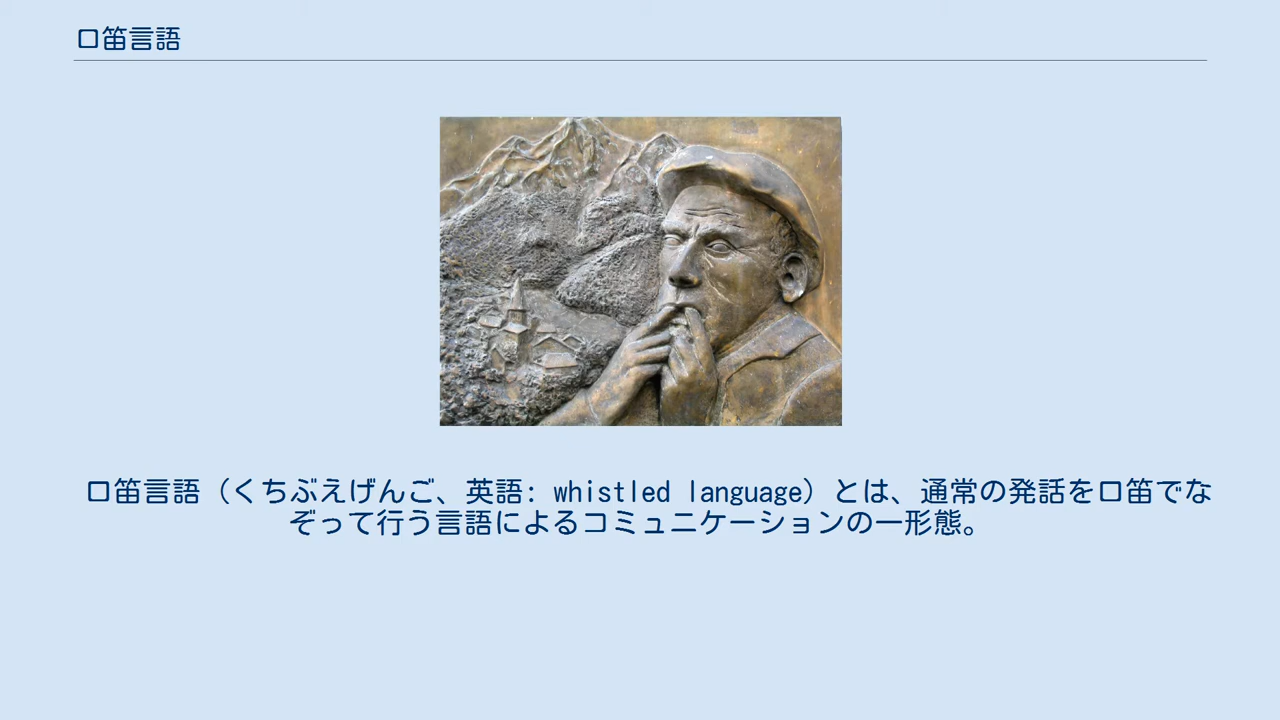 口笛言語
口笛言語（くちぶえげんご、英語: whistled language）とは、通常の発話を口笛でな
ぞって行う言語によるコミュニケーションの一形態。